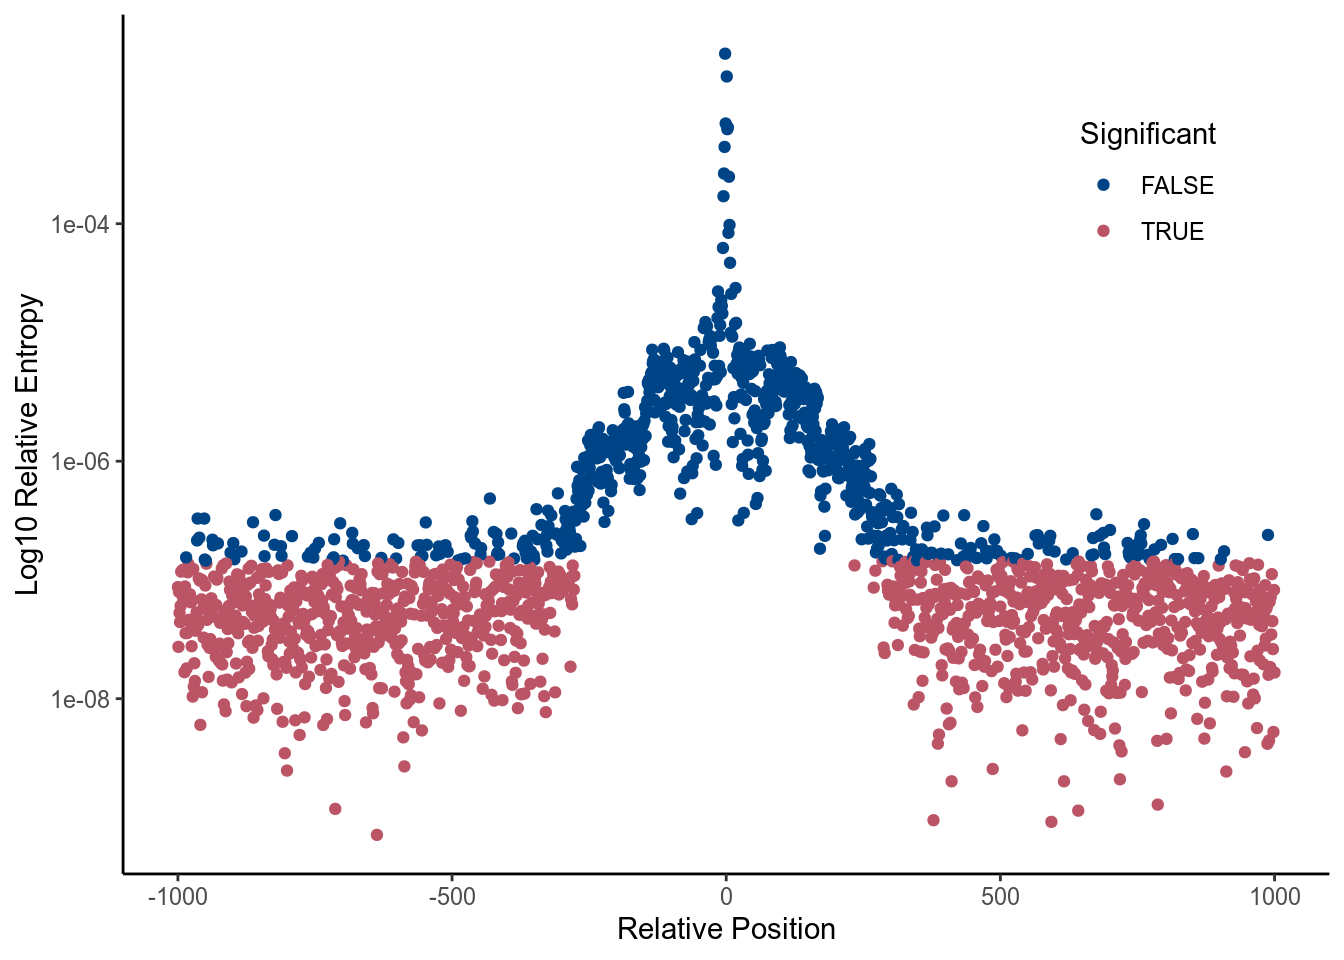 Significant
FALSE
TRUE
Log10 Relative Entropy
1e-04
1e-06
1e-08
-1000 -500 0 500 1000
Relative Position